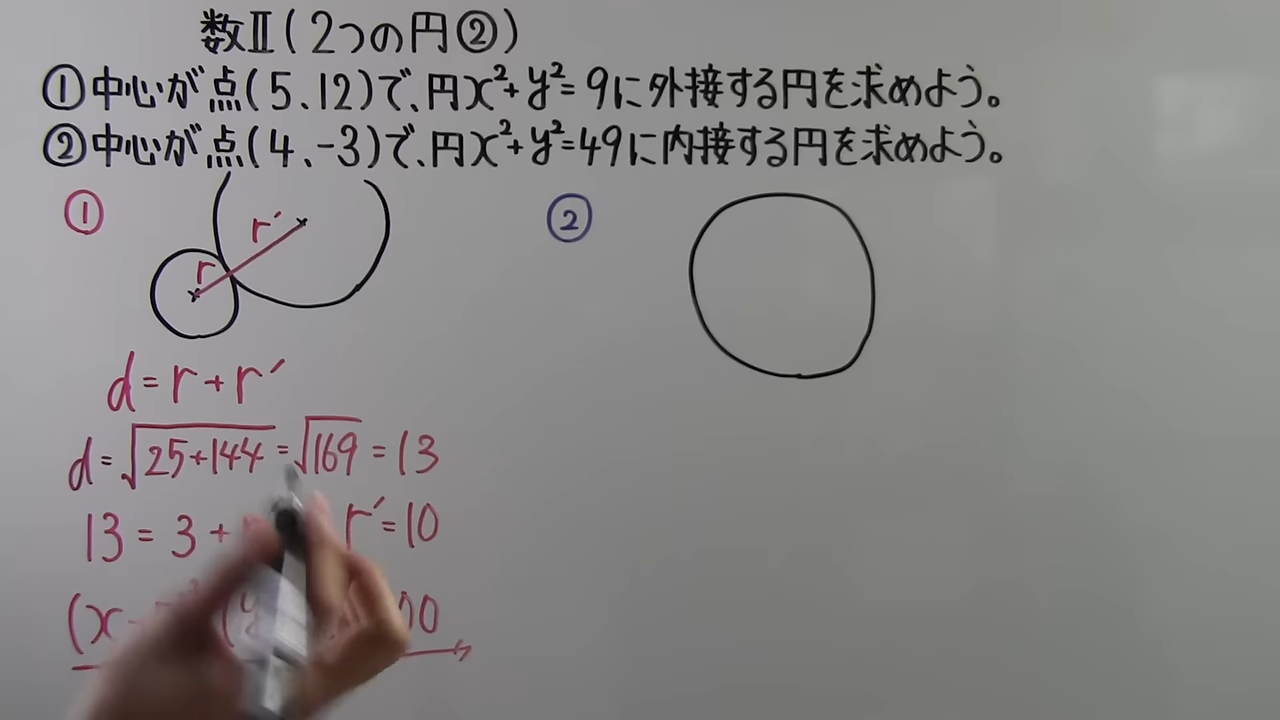 数Ⅱ(2つの円②)
①中心が点(5、12)で、円x²+y²=9に外接する円を求めよう。
②中心が点(4、-3)で、円x²+y²=49に内接する円を求めよう。
①
②
r′
r
d=r+r′
d=√25+144=√169=13
13=3+ r′=10
(x- (y 00